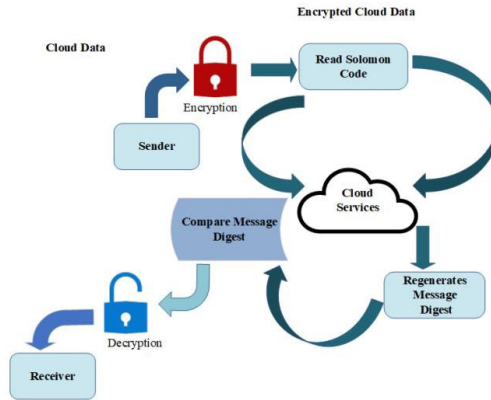 Encrypted Cloud Data
Cloud Data
Read Solomon
Code
Encryption
Sender
Cloud
Services
Compare Message
Digest
Regenerates
Message
Digest
Decryption
Receiver